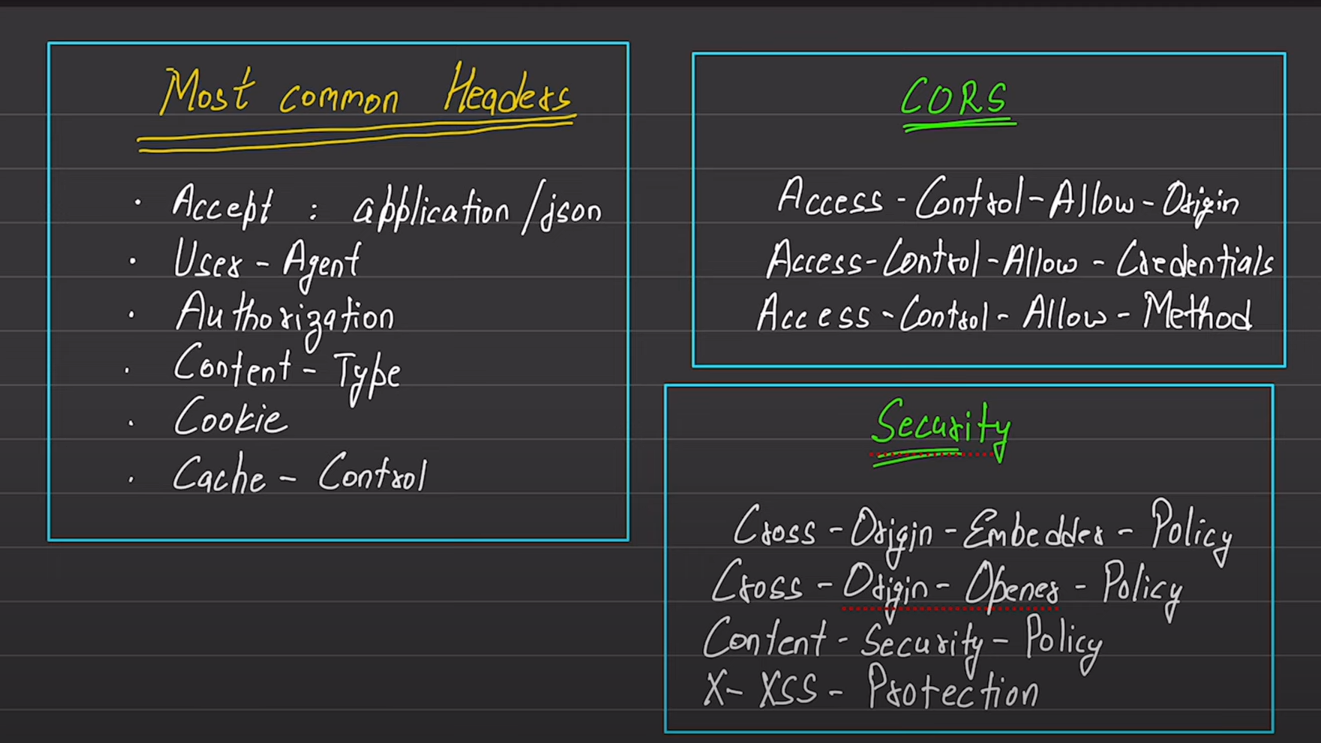 Most common Headers
· Accept : application/json
· User-Agent
· Authorization
· Content-Type
· Cookie
· Cache-Control
CORS
Access-Control-Allow-Origin
Access-Control-Allow-Credentials
Access-Control-Allow-Method
Security
Cross-Origin-Embedder-Policy
Cross-Origin-Opener-Policy
Content-Security-Policy
X-XSS-Protection